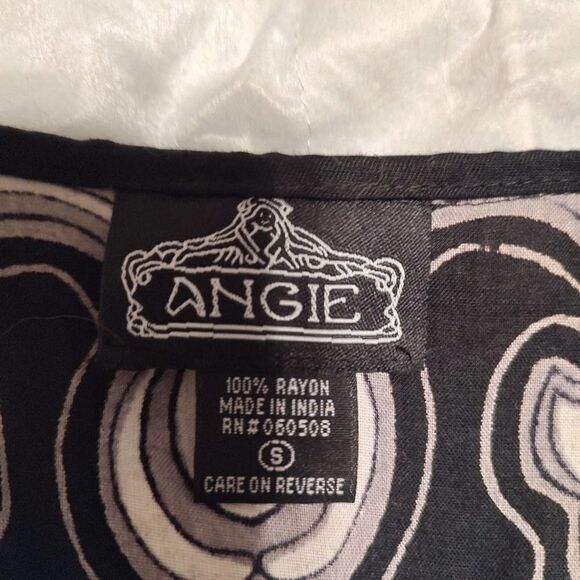 ANGIE
100% RAYON
MADE IN INDIA
RN#060508
S
CARE ON REVERSE